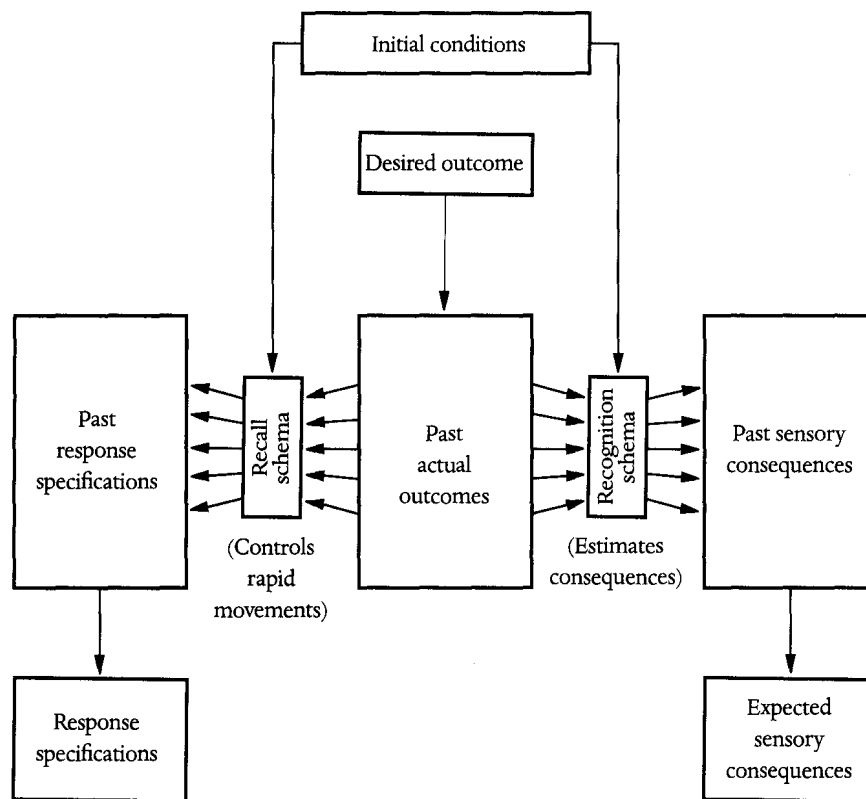 Initial conditions
Desired outcome
Past
response
specifications
Recall
schema
Past
actual
outcomes
Recognition
schema
Past sensory
consequences
(Controls
rapid
movements)
(Estimates
consequences)
Response
specifications
Expected
sensory
consequences